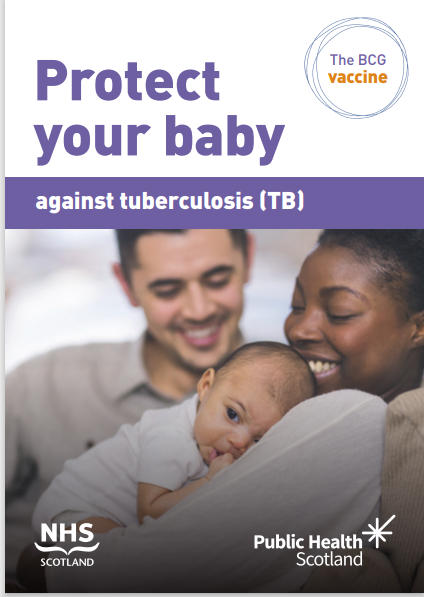 The BCG
vaccine
Protect
your baby
against tuberculosis (TB)
NHS
SCOTLAND
Public Health
Scotland